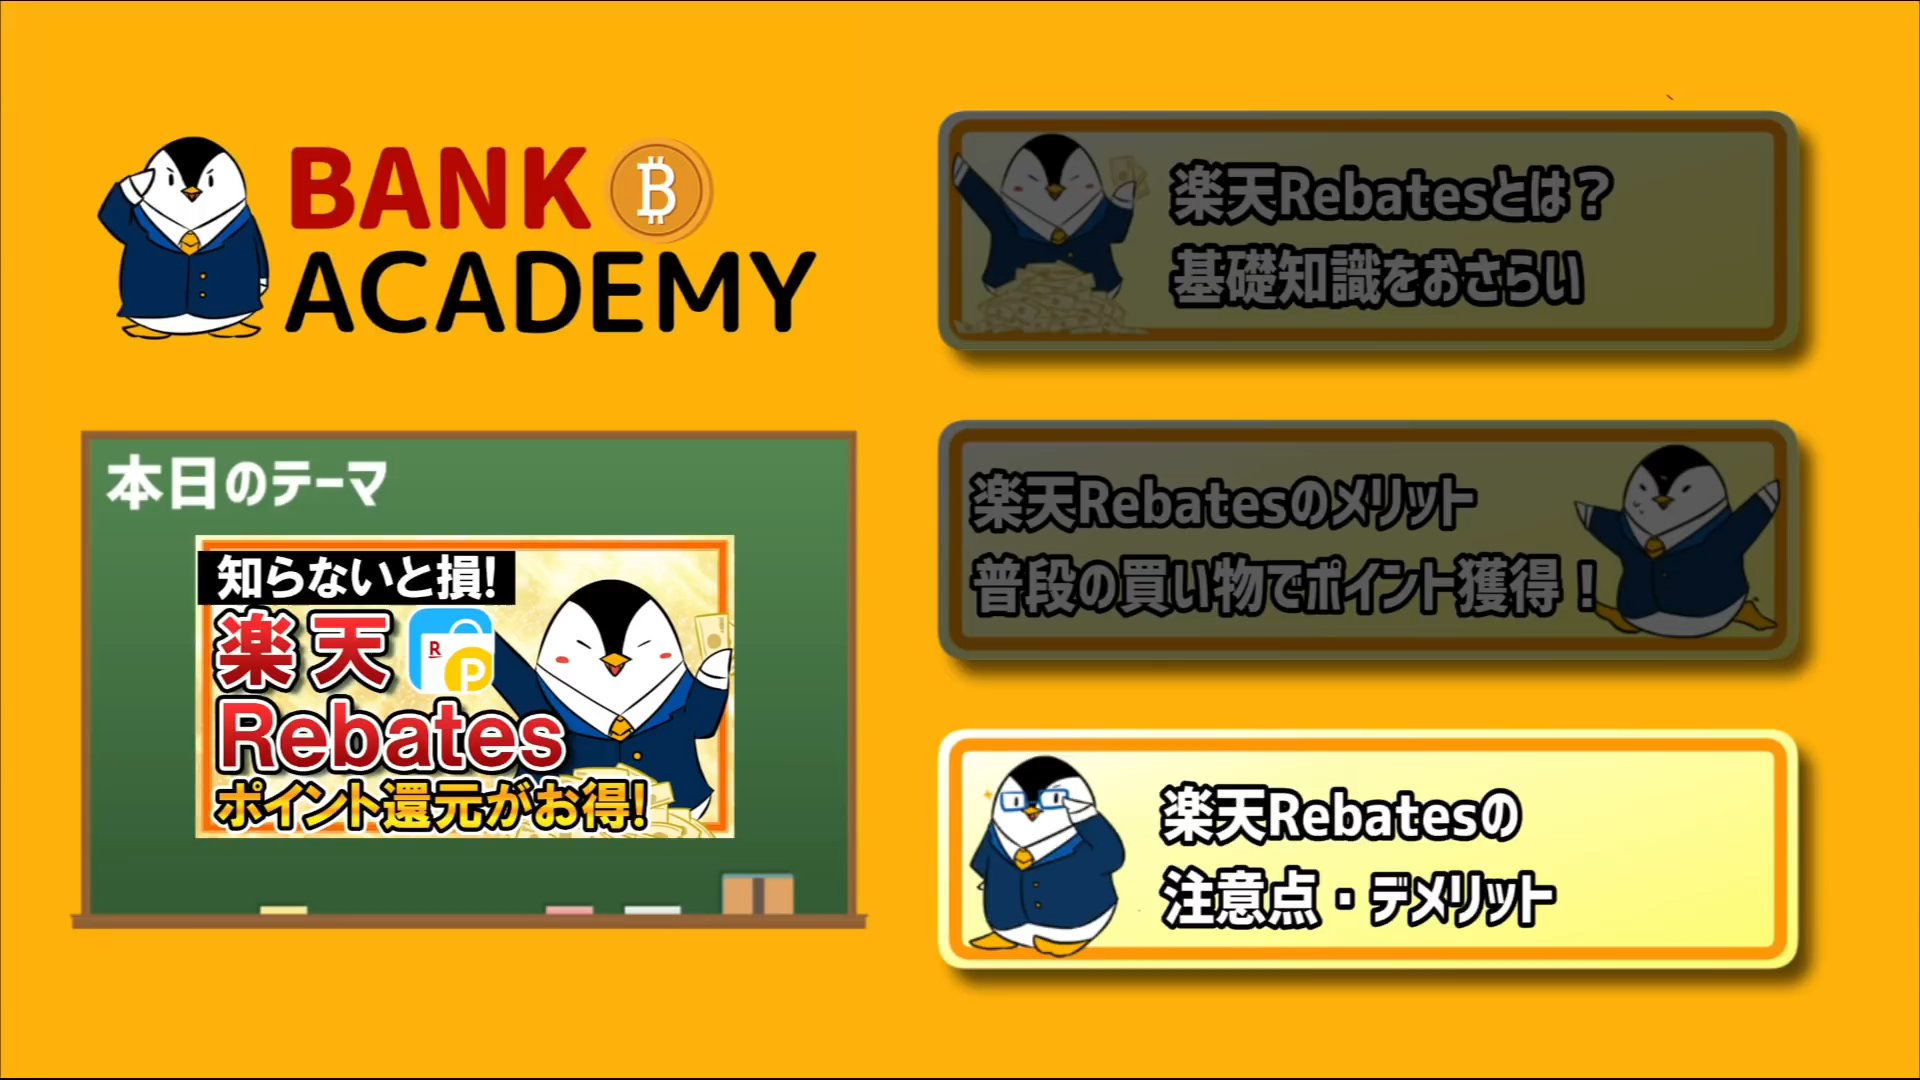 BANK
ACADEMY
本日のテーマ
知らないと損!
楽天
R
P
Rebates
ポイント還元がお得!
楽天Rebatesとは？
基礎知識をおさらい
楽天Rebatesのメリット
普段の買い物でポイント獲得！
楽天Rebatesの
注意点・デメリット